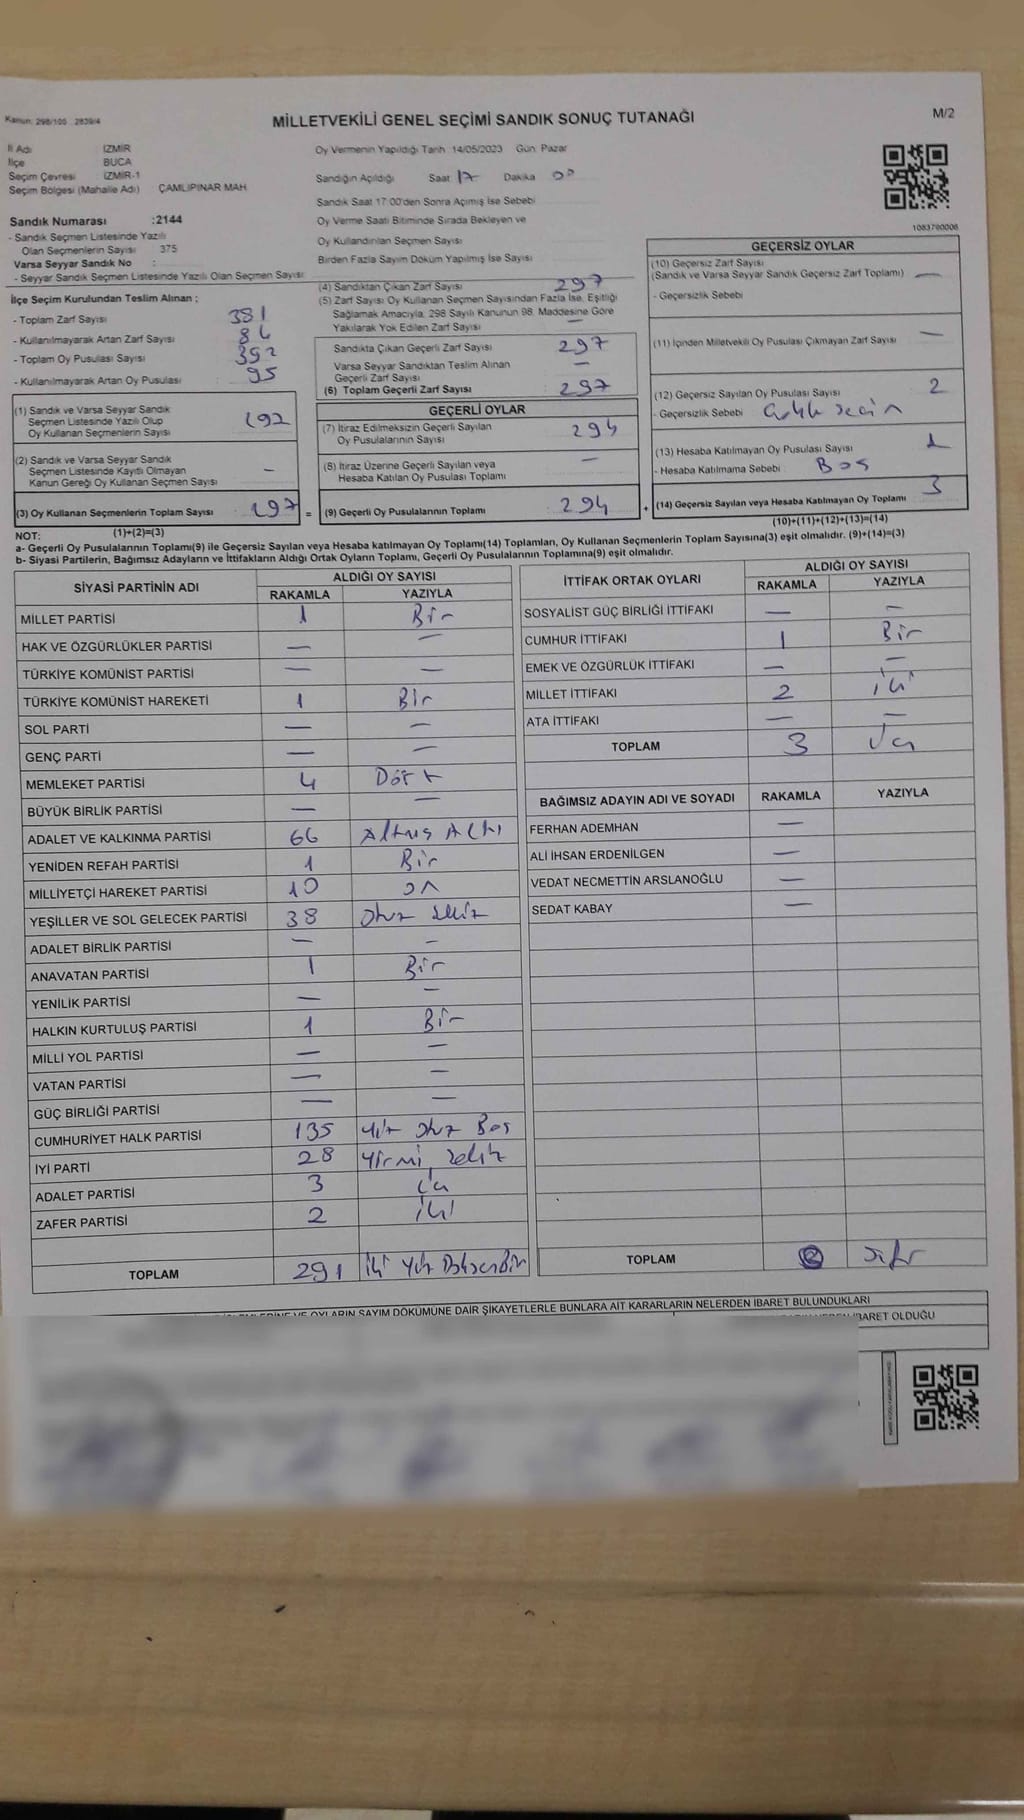 Kanun: 298/100 2839/4
MİLLETVEKİLİ GENEL SEÇİMİ SANDIK SONUÇ TUTANAĞI
M/2
İl Adı İZMİR
İlçe BUCA
Seçim Çevresi İZMİR-1
Seçim Bölgesi (Mahalle Adı) ÇAMLIPINAR MAH
Sandık Numarası :2144
- Sandık Seçmen Listesinde Yazılı
Olan Seçmenlerin Sayısı 375
Varsa Seyyar Sandık No :
- Seyyar Sandık Seçmen Listesinde Yazılı Olan Seçmen Sayısı:
Oy Vermenin Yapıldığı Tarih 14/05/2023 Gün Pazar
Sandığın Açıldığı Saat 17 Dakika 00
Sandık Saat 17:00'den Sonra Açımış İse Sebebi
Oy Verme Saati Bitiminde Sırada Bekleyen ve
Oy Kullandırılan Seçmen Sayısı
Birden Fazla Sayım Döküm Yapılmış İse Sayısı
1083780006
İlçe Seçim Kurulundan Teslim Alınan ;
- Toplam Zarf Sayısı 381
- Kullanılmayarak Artan Zarf Sayısı 84
- Toplam Oy Pusulası Sayısı : 392
- Kullanılmayarak Artan Oy Pusulası : 95
(4) Sandıktan Çıkan Zarf Sayısı 297
(5) Zarf Sayısı Oy Kullanan Seçmen Sayısından Fazla İse, Eşitliği
Sağlamak Amacıyla, 298 Sayılı Kanunun 98. Maddesine Göre
Yakılarak Yok Edilen Zarf Sayısı —
Sandıkta Çıkan Geçerli Zarf Sayısı 297
Varsa Seyyar Sandıktan Teslim Alınan
Geçerli Zarf Sayısı —
(6) Toplam Geçerli Zarf Sayısı : 297
GEÇERSİZ OYLAR
(10) Geçersiz Zarf Sayısı
(Sandık ve Varsa Seyyar Sandık Geçersiz Zarf Toplamı) —
- Geçersizlik Sebebi
(11) İçinden Milletvekili Oy Pusulası Çıkmayan Zarf Sayısı —
(12) Geçersiz Sayılan Oy Pusulası Sayısı 2
- Geçersizlik Sebebi
(13) Hesaba Katılmayan Oy Pusulası Sayısı 1
- Hesaba Katılmama Sebebi Boş
(14) Geçersiz Sayılan veya Hesaba Katılmayan Oy Toplamı 3
(10)+(11)+(12)+(13)=(14)
(1) Sandık ve Varsa Seyyar Sandık
Seçmen Listesinde Yazılı Olup
Oy Kullanan Seçmenlerin Sayısı
(2) Sandık ve Varsa Seyyar Sandık
Seçmen Listesinde Kayıtlı Olmayan
Kanun Gereği Oy Kullanan Seçmen Sayısı —
(3) Oy Kullanan Seçmenlerin Toplam Sayısı : 297 =
(1)+(2)=(3)
GEÇERLİ OYLAR
(7) İtiraz Edilmeksizin Geçerli Sayılan
Oy Pusulalarının Sayısı : 294
(8) İtiraz Üzerine Geçerli Sayılan veya
Hesaba Katılan Oy Pusulası Toplamı —
(9) Geçerli Oy Pusulalarının Toplamı : 294 +
NOT:
a- Geçerli Oy Pusulalarının Toplamı(9) ile Geçersiz Sayılan veya Hesaba katılmayan Oy Toplamı(14) Toplamları, Oy Kullanan Seçmenlerin Toplam Sayısına(3) eşit olmalıdır. (9)+(14)=(3)
b- Siyasi Partilerin, Bağımsız Adayların ve İttifakların Aldığı Ortak Oyların Toplamı, Geçerli Oy Pusulalarının Toplamına(9) eşit olmalıdır.
SİYASİ PARTİNİN ADI ALDIĞI OY SAYISI
RAKAMLA YAZIYLA
MİLLET PARTİSİ 1 Bir
HAK VE ÖZGÜRLÜKLER PARTİSİ — —
TÜRKİYE KOMÜNİST PARTİSİ — —
TÜRKİYE KOMÜNİST HAREKETİ 1 Bir
SOL PARTİ — —
GENÇ PARTİ — —
MEMLEKET PARTİSİ 4 Dört
BÜYÜK BİRLİK PARTİSİ — —
ADALET VE KALKINMA PARTİSİ 66 Altmış Altı
YENİDEN REFAH PARTİSİ 1 Bir
MİLLİYETÇİ HAREKET PARTİSİ 10 on
YEŞİLLER VE SOL GELECEK PARTİSİ 38 otuz sekiz
ADALET BİRLİK PARTİSİ — —
ANAVATAN PARTİSİ 1 Bir
YENİLİK PARTİSİ — —
HALKIN KURTULUŞ PARTİSİ 1 Bir
MİLLİ YOL PARTİSİ — —
VATAN PARTİSİ — —
GÜÇ BİRLİĞİ PARTİSİ — —
CUMHURİYET HALK PARTİSİ 135 Yüz otuz Beş
İYİ PARTİ 28 Yirmi sekiz
ADALET PARTİSİ 3 üç
ZAFER PARTİSİ 2 iki
TOPLAM 291 iki Yüz DoksanBir
İTTİFAK ORTAK OYLARI ALDIĞI OY SAYISI
RAKAMLA YAZIYLA
SOSYALİST GÜÇ BİRLİĞİ İTTİFAKI — —
CUMHUR İTTİFAKI 1 Bir
EMEK VE ÖZGÜRLÜK İTTİFAKI — —
MİLLET İTTİFAKI 2 iki
ATA İTTİFAKI — —
TOPLAM 3 üç
BAĞIMSIZ ADAYIN ADI VE SOYADI RAKAMLA YAZIYLA
FERHAN ADEMHAN —
ALİ İHSAN ERDENİLGEN —
VEDAT NECMETTİN ARSLANOĞLU —
SEDAT KABAY —
TOPLAM sıfır
OYLARIN SAYIM DÖKÜMÜNE DAİR ŞİKAYETLERLE BUNLARA AİT KARARLARIN NELERDEN İBARET BULUNDUKLARI
İBARET OLDUĞU